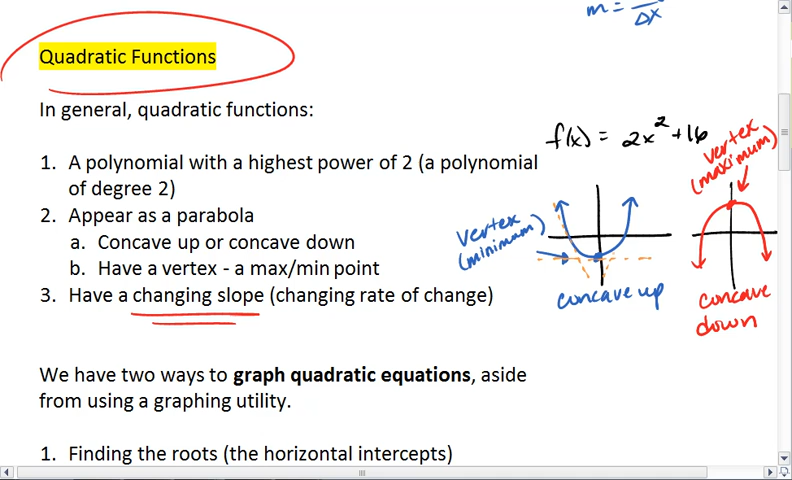 m = Δx
Quadratic Functions
In general, quadratic functions:
f(x) = 2x² + 16
1. A polynomial with a highest power of 2 (a polynomial
of degree 2)
2. Appear as a parabola
a. Concave up or concave down
b. Have a vertex - a max/min point
3. Have a changing slope (changing rate of change)
vertex
(minimum)
concave up
vertex
(maximum)
concave
down
We have two ways to graph quadratic equations, aside
from using a graphing utility.
1. Finding the roots (the horizontal intercepts)